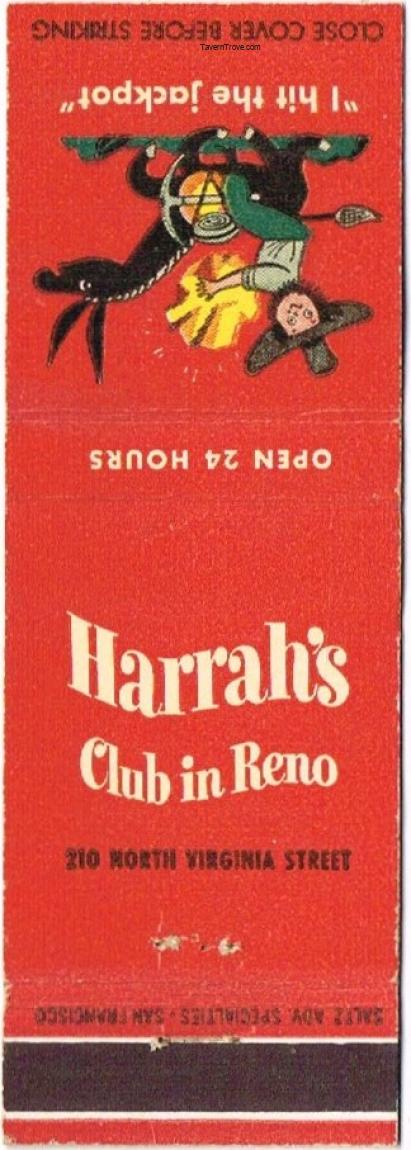 CLOSE COVER BEFORE STRIKING
TavernTrove.com
"I hit the jackpot"
OPEN 24 HOURS
Harrah's
Club in Reno
210 NORTH VIRGINIA STREET
SALTZ ADV. SPECIALTIES - SAN FRANCISCO